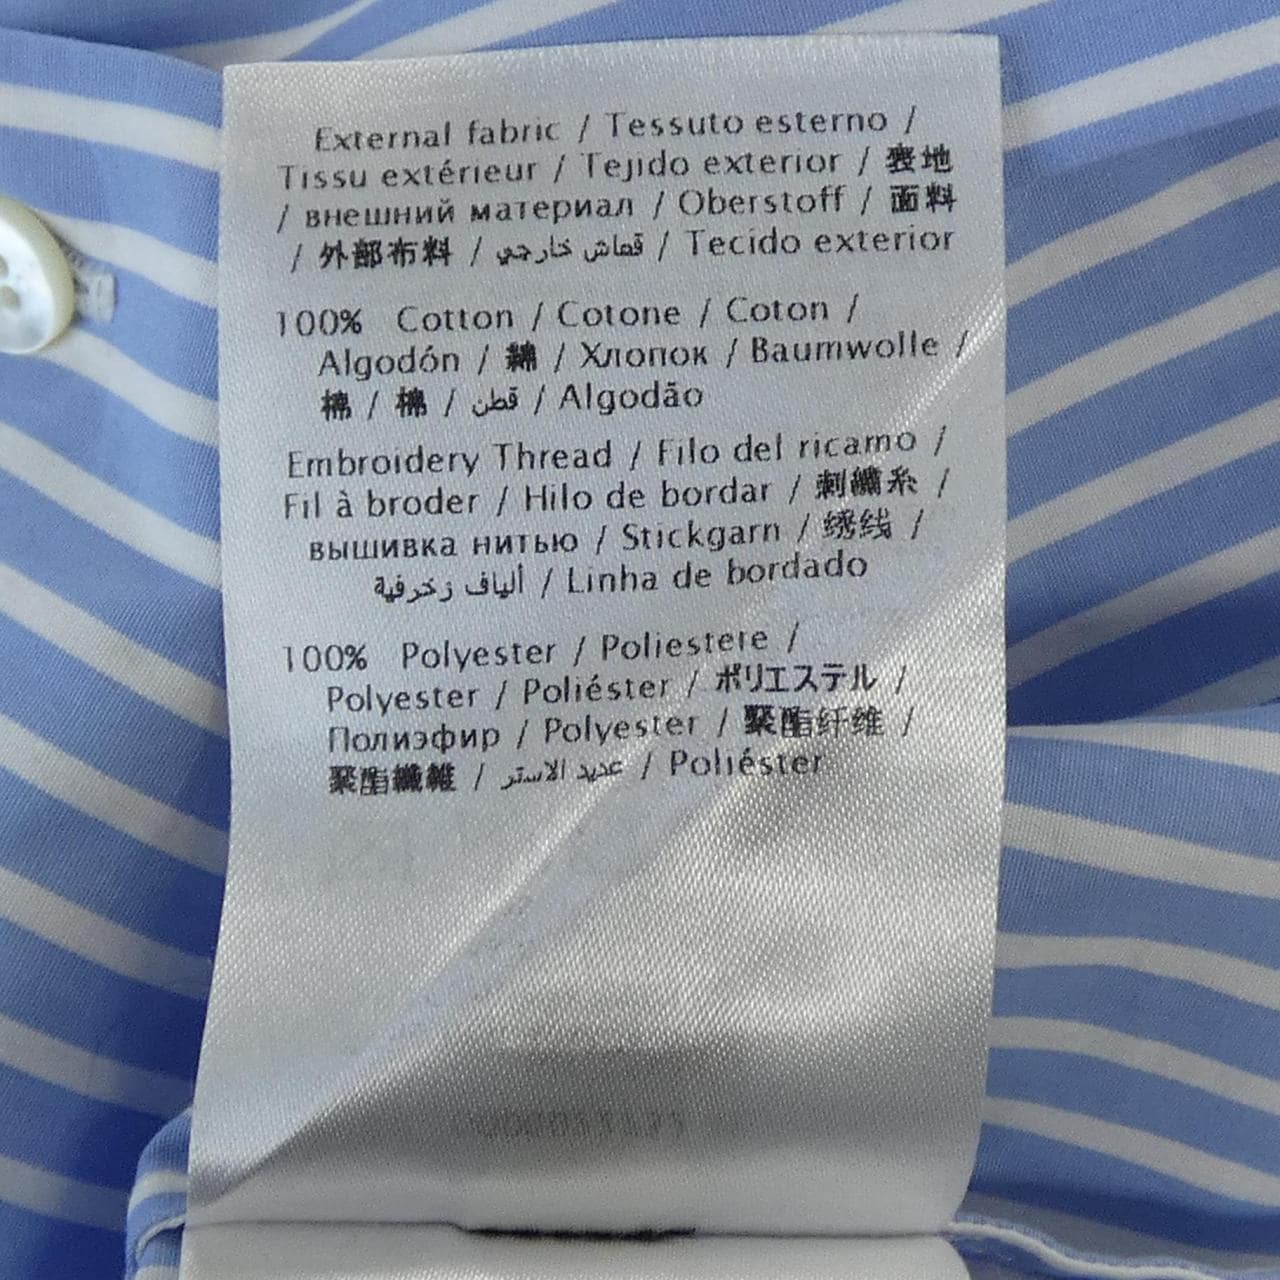 External fabric / Tessuto esterno /
Tissu extérieur / Tejido exterior / 表地
/ внешний материал / Oberstoff / 面料
/ 外部布料 / قماش خارجي / Tecido exterior
100% Cotton / Cotone / Coton /
Algodón / 綿 / Хлопок / Baumwolle /
棉 / 棉 / قطن / Algodão
Embroidery Thread / Filo del ricamo /
Fil à broder / Hilo de bordar / 刺繍糸 /
вышивка нитью / Stickgarn / 绣线 /
ألياف زخرفية / Linha de bordado
100% Polyester / Poliestere /
Polyester / Poliéster / ポリエステル /
Полиэфир / Polyester / 聚酯纤维 /
聚酯纖維 / عديد الاستر / Poliéster